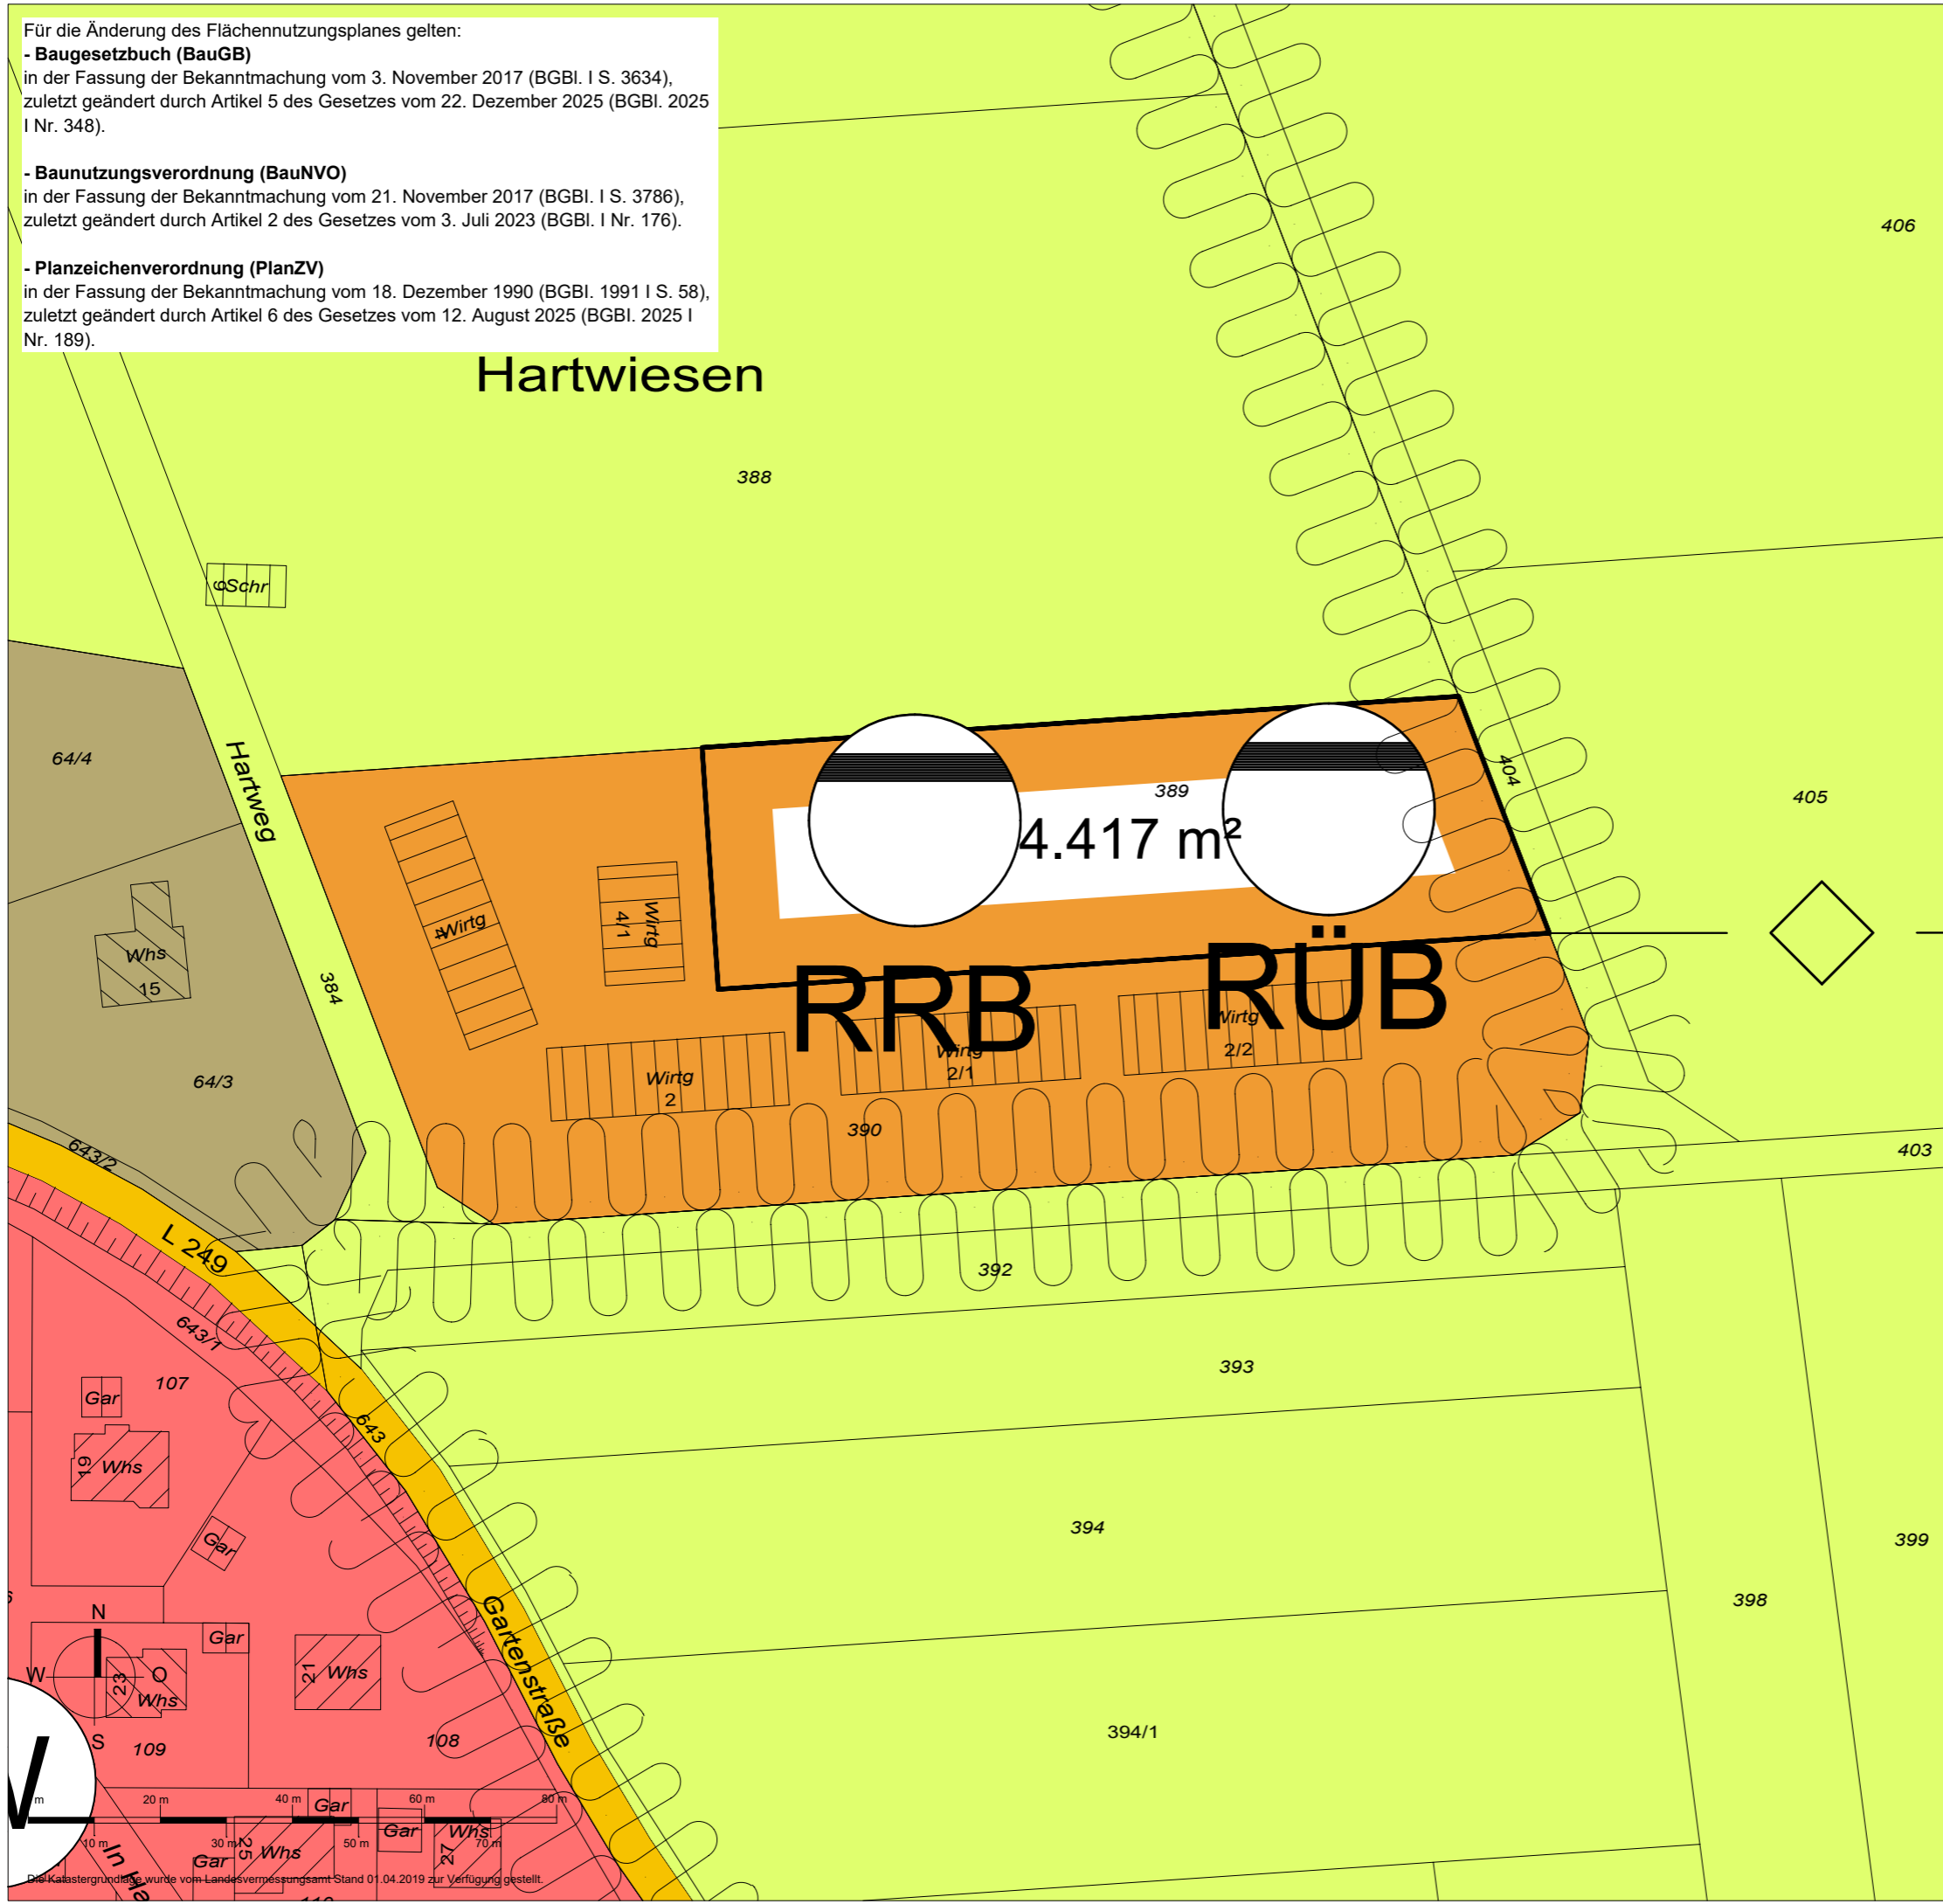 Für die Änderung des Flächennutzungsplanes gelten:
- Baugesetzbuch (BauGB)
in der Fassung der Bekanntmachung vom 3. November 2017 (BGBl. I S. 3634),
zuletzt geändert durch Artikel 5 des Gesetzes vom 22. Dezember 2025 (BGBl. 2025
I Nr. 348).
- Baunutzungsverordnung (BauNVO)
in der Fassung der Bekanntmachung vom 21. November 2017 (BGBl. I S. 3786),
zuletzt geändert durch Artikel 2 des Gesetzes vom 3. Juli 2023 (BGBl. I Nr. 176).
- Planzeichenverordnung (PlanZV)
in der Fassung der Bekanntmachung vom 18. Dezember 1990 (BGBl. 1991 I S. 58),
zuletzt geändert durch Artikel 6 des Gesetzes vom 12. August 2025 (BGBl. 2025 I
Nr. 189).
406
Hartwiesen
388
6 Schr
64/4
Hartweg
404
389
405
4.417 m²
4 Wirtg
4/1 Wirtg
Whs
15
384
RRB
RÜB
Wirtg
2/2
Wirtg
2/1
Wirtg
2
64/3
390
643/2
403
L 249
392
643/1
393
107
Gar
643
19 Whs
394
Gar
399
398
Gartenstraße
N
Gar
W
O
23
Whs
21 Whs
394/1
S
109
108
m
20 m
40 m
60 m
80 m
Gar
10 m
30 m
50 m
70 m
Gar
Whs
27
25 Whs
Gar
In Ha
Die Katastergrundlage wurde vom Landesvermessungsamt Stand 01.04.2019 zur Verfügung gestellt.